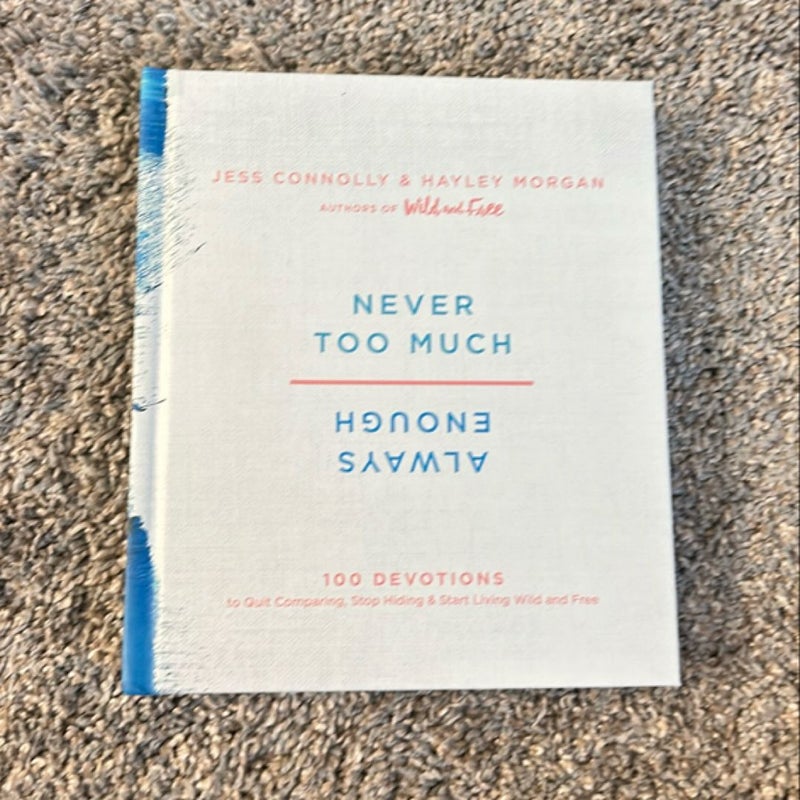 JESS CONNOLLY & HAYLEY MORGAN
AUTHORS OF Wild and Free
NEVER
TOO MUCH
ALWAYS
ENOUGH
100 DEVOTIONS
to Quit Comparing, Stop Hiding & Start Living Wild and Free